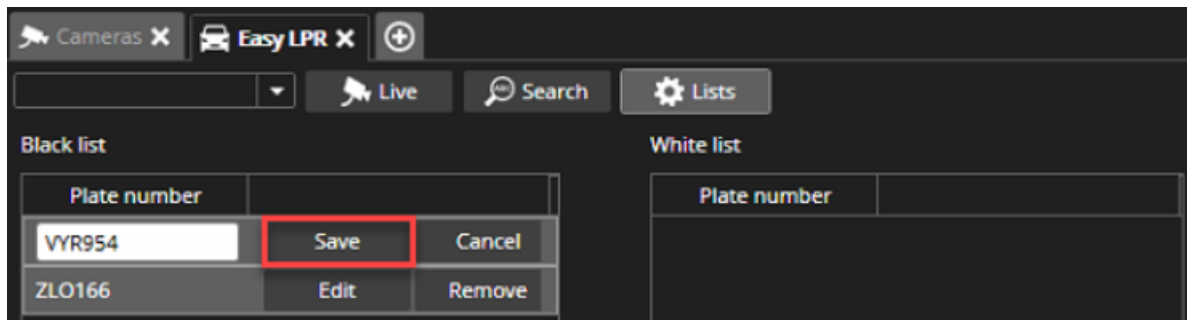 Cameras Easy LPR
Live Search Lists
Black list White list
Plate number Plate number
VYR954 Save Cancel
ZLO166 Edit Remove